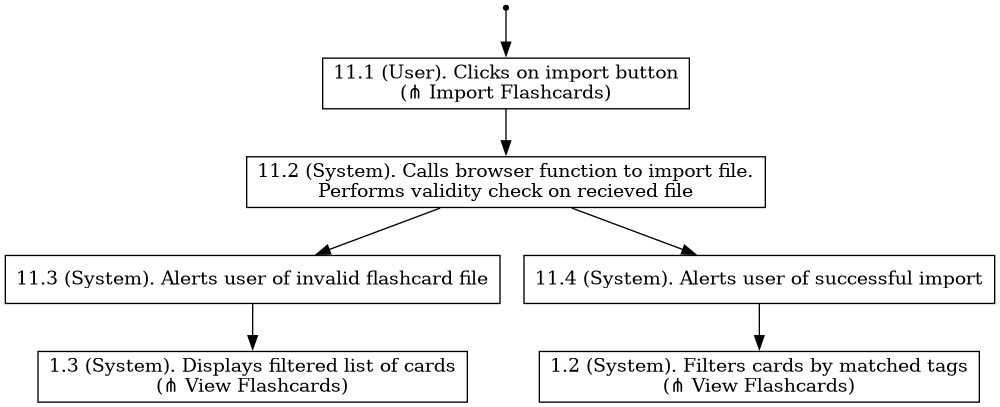 11.1 (User). Clicks on import button
(⋔ Import Flashcards)
11.2 (System). Calls browser function to import file.
Performs validity check on recieved file
11.3 (System). Alerts user of invalid flashcard file
11.4 (System). Alerts user of successful import
1.3 (System). Displays filtered list of cards
(⋔ View Flashcards)
1.2 (System). Filters cards by matched tags
(⋔ View Flashcards)